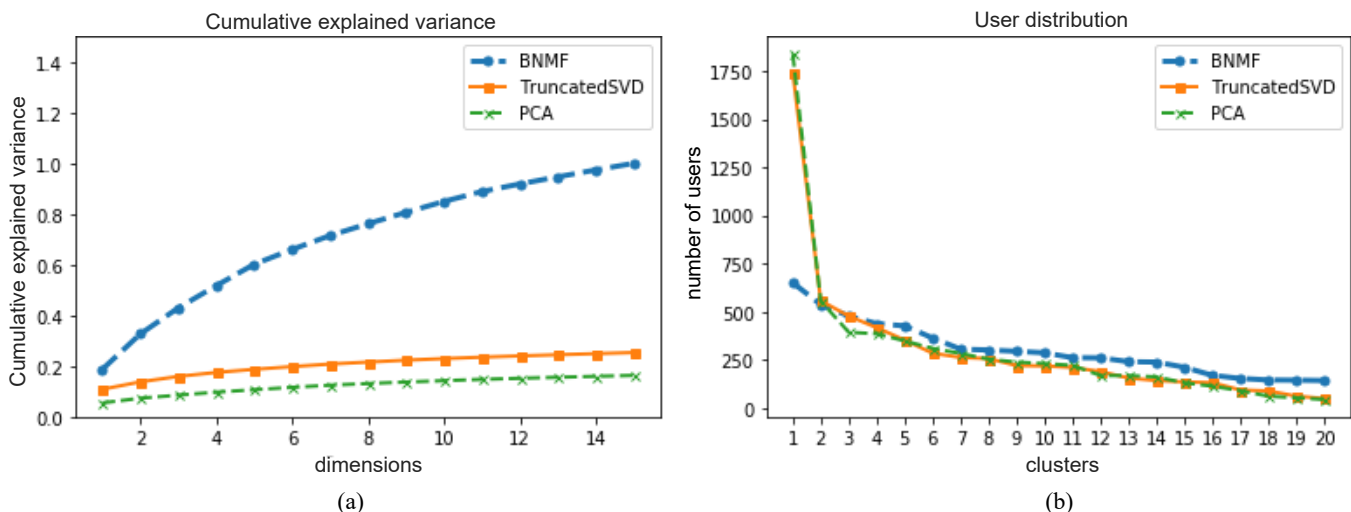 Cumulative explained variance
Cumulative explained variance
1.4
1.2
1.0
0.8
0.6
0.4
0.2
0.0
BNMF
TruncatedSVD
PCA
2 4 6 8 10 12 14
dimensions
(a)
User distribution
number of users
1750
1500
1250
1000
750
500
250
0
BNMF
TruncatedSVD
PCA
1 2 3 4 5 6 7 8 9 10 11 12 13 14 15 16 17 18 19 20
clusters
(b)